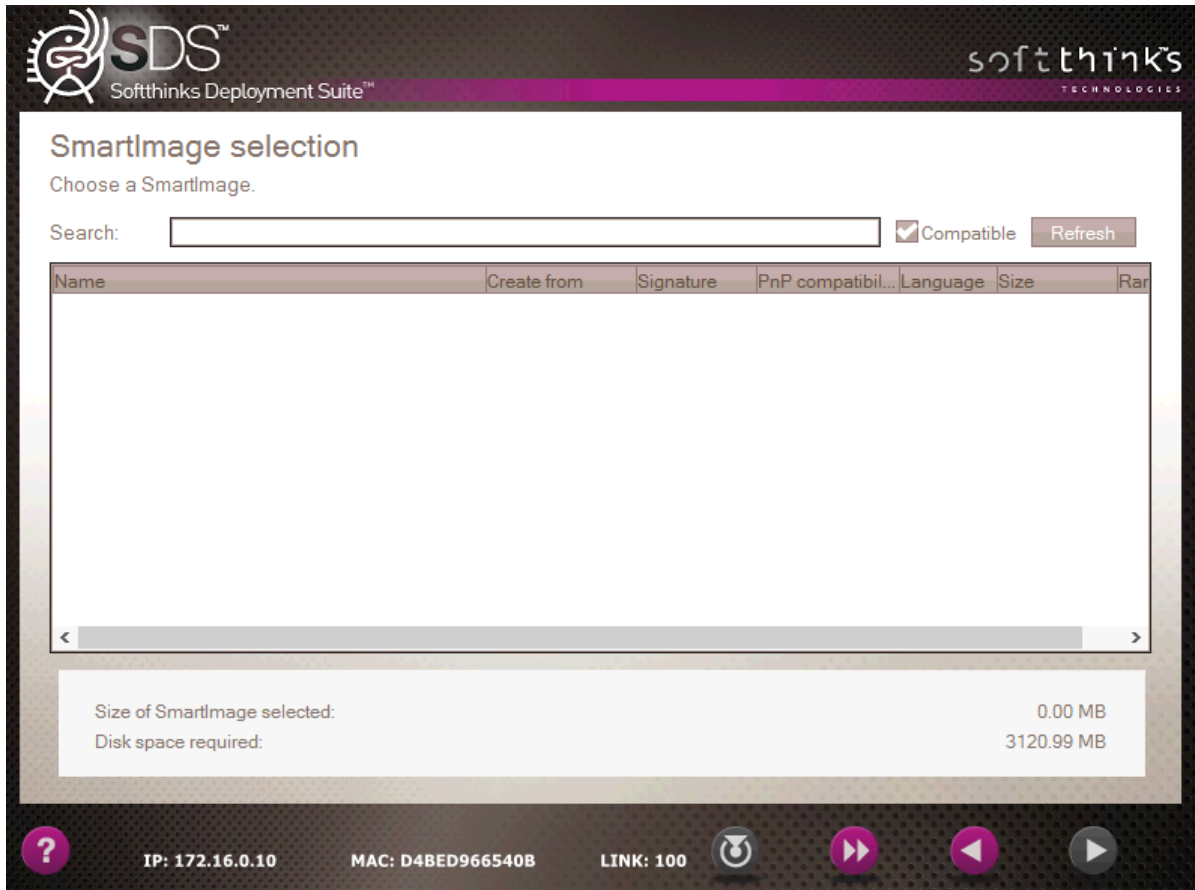 SDS™
Softthinks Deployment Suite™
softthinks
TECHNOLOGIES
SmartImage selection
Choose a SmartImage.
Search: Compatible Refresh
Name Create from Signature PnP compatibil... Language Size Ran
Size of SmartImage selected: 0.00 MB
Disk space required: 3120.99 MB
? IP: 172.16.0.10 MAC: D4BED966540B LINK: 100